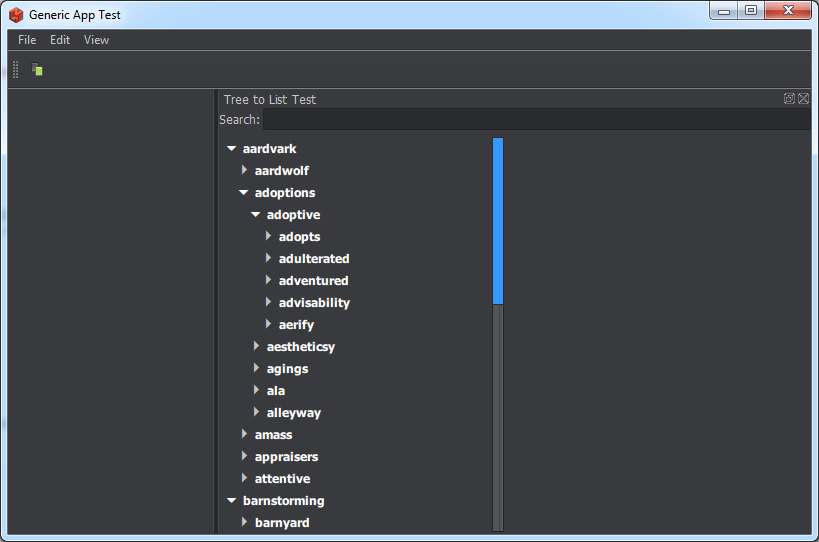 Generic App Test
File Edit View
Tree to List Test
Search:
aardvark
aardwolf
adoptions
adoptive
adopts
adulterated
adventured
advisability
aerify
aestheticsy
agings
ala
alleyway
amass
appraisers
attentive
barnstorming
barnyard